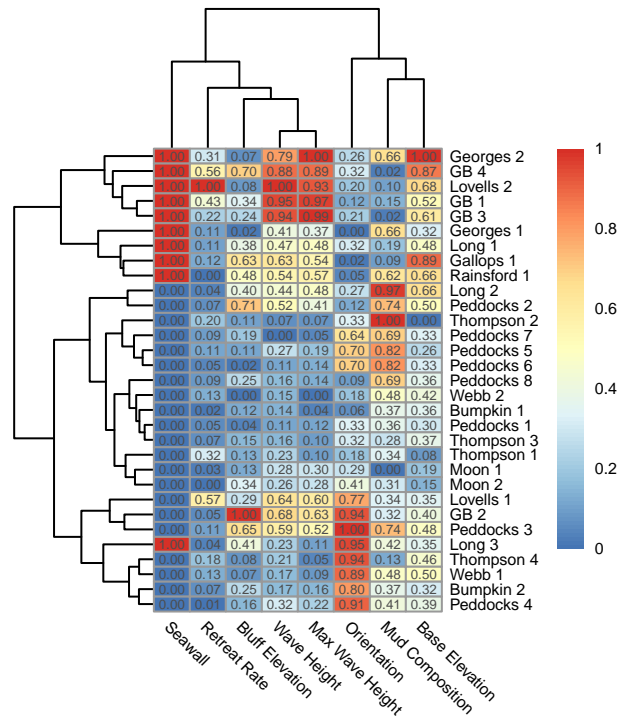 1.00 0.31 0.07 0.79 1.00 0.26 0.66 1.00 Georges 2
1.00 0.56 0.70 0.88 0.89 0.32 0.02 0.87 GB 4
1.00 1.00 0.08 1.00 0.93 0.20 0.10 0.68 Lovells 2
1.00 0.43 0.34 0.95 0.97 0.12 0.15 0.52 GB 1
1.00 0.22 0.24 0.94 0.99 0.21 0.02 0.61 GB 3
1.00 0.11 0.02 0.41 0.37 0.00 0.66 0.32 Georges 1
1.00 0.11 0.38 0.47 0.48 0.32 0.19 0.48 Long 1
1.00 0.12 0.63 0.63 0.54 0.02 0.09 0.89 Gallops 1
1.00 0.00 0.48 0.54 0.57 0.05 0.62 0.66 Rainsford 1
0.00 0.04 0.40 0.44 0.48 0.27 0.97 0.66 Long 2
0.00 0.07 0.71 0.52 0.41 0.12 0.74 0.50 Peddocks 2
0.00 0.20 0.11 0.07 0.07 0.33 1.00 0.00 Thompson 2
0.00 0.09 0.19 0.00 0.05 0.64 0.69 0.33 Peddocks 7
0.00 0.11 0.11 0.27 0.19 0.70 0.82 0.26 Peddocks 5
0.00 0.05 0.02 0.11 0.14 0.70 0.82 0.33 Peddocks 6
0.00 0.09 0.25 0.16 0.14 0.09 0.69 0.36 Peddocks 8
0.00 0.13 0.00 0.15 0.00 0.18 0.48 0.42 Webb 2
0.00 0.02 0.12 0.14 0.04 0.06 0.37 0.36 Bumpkin 1
0.00 0.05 0.04 0.11 0.12 0.33 0.36 0.30 Peddocks 1
0.00 0.07 0.15 0.16 0.10 0.32 0.28 0.37 Thompson 3
0.00 0.32 0.13 0.23 0.10 0.18 0.34 0.08 Thompson 1
0.00 0.03 0.13 0.28 0.30 0.29 0.00 0.19 Moon 1
0.00 0.00 0.34 0.26 0.28 0.41 0.31 0.15 Moon 2
0.00 0.57 0.29 0.64 0.60 0.77 0.34 0.35 Lovells 1
0.00 0.05 1.00 0.68 0.63 0.94 0.32 0.40 GB 2
0.00 0.11 0.65 0.59 0.52 1.00 0.74 0.48 Peddocks 3
1.00 0.04 0.41 0.23 0.11 0.95 0.42 0.35 Long 3
0.00 0.18 0.08 0.21 0.05 0.94 0.13 0.46 Thompson 4
0.00 0.13 0.07 0.17 0.09 0.89 0.48 0.50 Webb 1
0.00 0.07 0.25 0.17 0.16 0.80 0.37 0.32 Bumpkin 2
0.00 0.01 0.16 0.32 0.22 0.91 0.41 0.39 Peddocks 4
Seawall
Retreat Rate
Bluff Elevation
Wave Height
Max Wave Height
Orientation
Mud Composition
Base Elevation
1
0.8
0.6
0.4
0.2
0